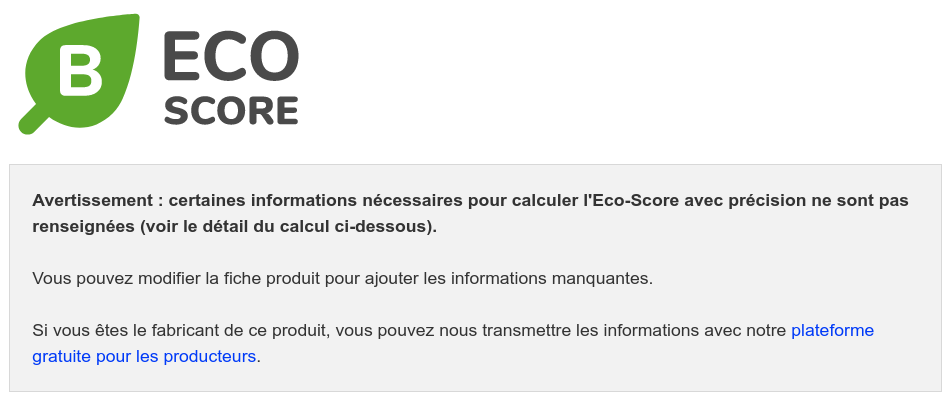 B
ECO
SCORE
Avertissement : certaines informations nécessaires pour calculer l'Eco-Score avec précision ne sont pas
renseignées (voir le détail du calcul ci-dessous).
Vous pouvez modifier la fiche produit pour ajouter les informations manquantes.
Si vous êtes le fabricant de ce produit, vous pouvez nous transmettre les informations avec notre plateforme
gratuite pour les producteurs.